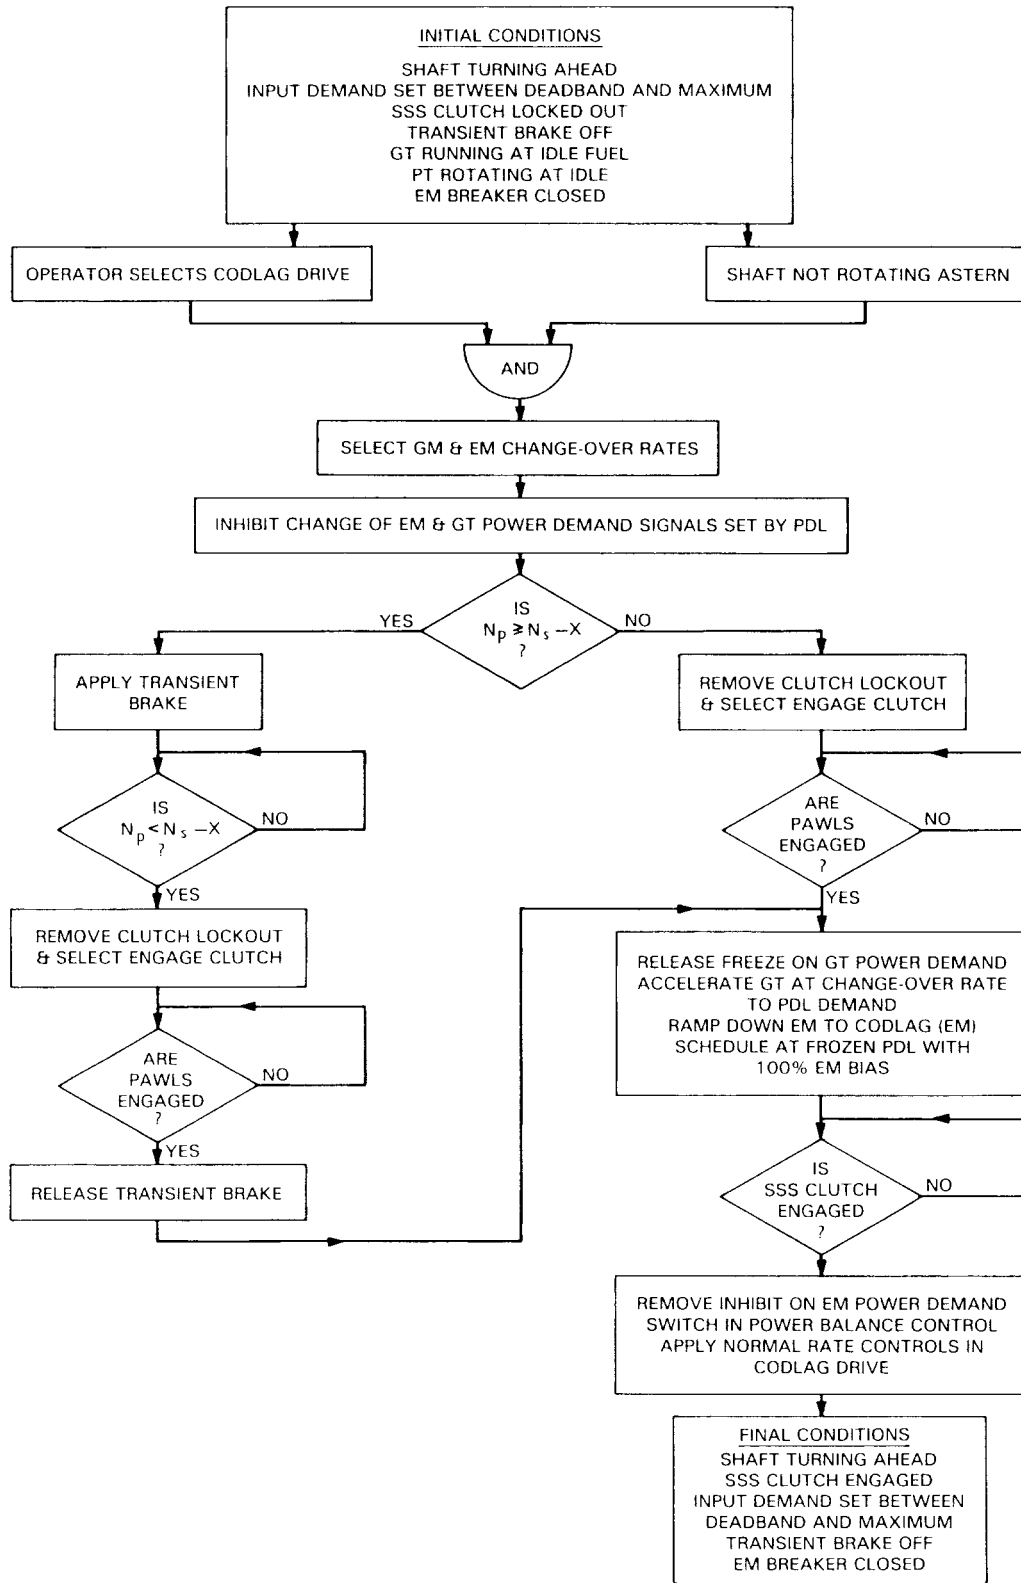 INITIAL CONDITIONS
SHAFT TURNING AHEAD
INPUT DEMAND SET BETWEEN DEADBAND AND MAXIMUM
SSS CLUTCH LOCKED OUT
TRANSIENT BRAKE OFF
GT RUNNING AT IDLE FUEL
PT ROTATING AT IDLE
EM BREAKER CLOSED
OPERATOR SELECTS CODLAG DRIVE
SHAFT NOT ROTATING ASTERN
AND
SELECT GM & EM CHANGE-OVER RATES
INHIBIT CHANGE OF EM & GT POWER DEMAND SIGNALS SET BY PDL
IS
Np ≥ Ns – X
?
YES
NO
APPLY TRANSIENT
BRAKE
IS
Np < Ns – X
?
NO
YES
REMOVE CLUTCH LOCKOUT
& SELECT ENGAGE CLUTCH
ARE
PAWLS
ENGAGED
?
NO
YES
RELEASE TRANSIENT BRAKE
REMOVE CLUTCH LOCKOUT
& SELECT ENGAGE CLUTCH
ARE
PAWLS
ENGAGED
?
NO
YES
RELEASE FREEZE ON GT POWER DEMAND
ACCELERATE GT AT CHANGE-OVER RATE
TO PDL DEMAND
RAMP DOWN EM TO CODLAG (EM)
SCHEDULE AT FROZEN PDL WITH
100% EM BIAS
IS
SSS CLUTCH
ENGAGED
?
NO
REMOVE INHIBIT ON EM POWER DEMAND
SWITCH IN POWER BALANCE CONTROL
APPLY NORMAL RATE CONTROLS IN
CODLAG DRIVE
FINAL CONDITIONS
SHAFT TURNING AHEAD
SSS CLUTCH ENGAGED
INPUT DEMAND SET BETWEEN
DEADBAND AND MAXIMUM
TRANSIENT BRAKE OFF
EM BREAKER CLOSED